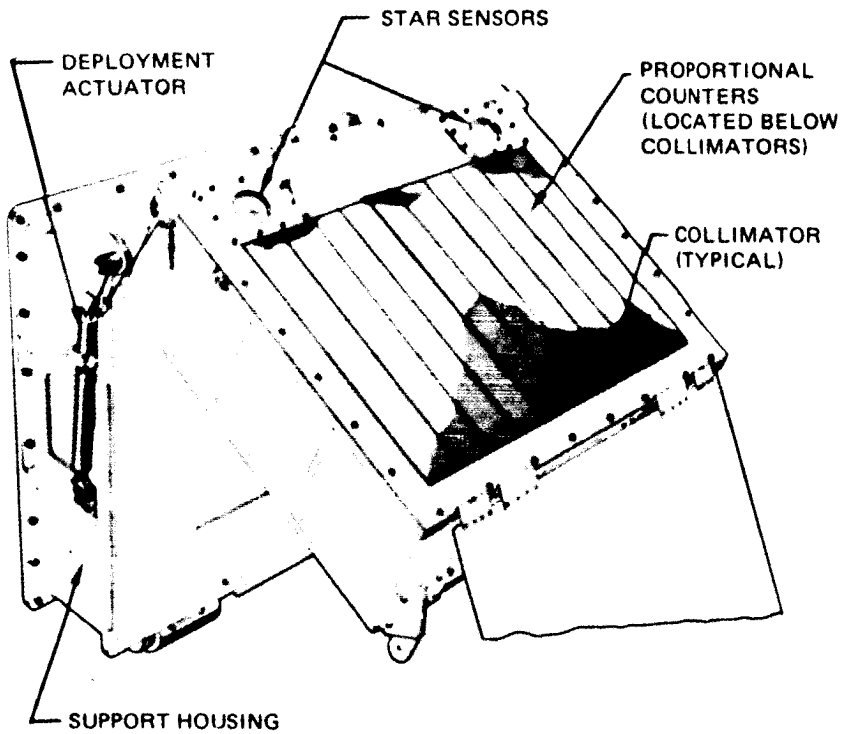 STAR SENSORS
DEPLOYMENT
ACTUATOR
PROPORTIONAL
COUNTERS
(LOCATED BELOW
COLLIMATORS)
COLLIMATOR
(TYPICAL)
SUPPORT HOUSING